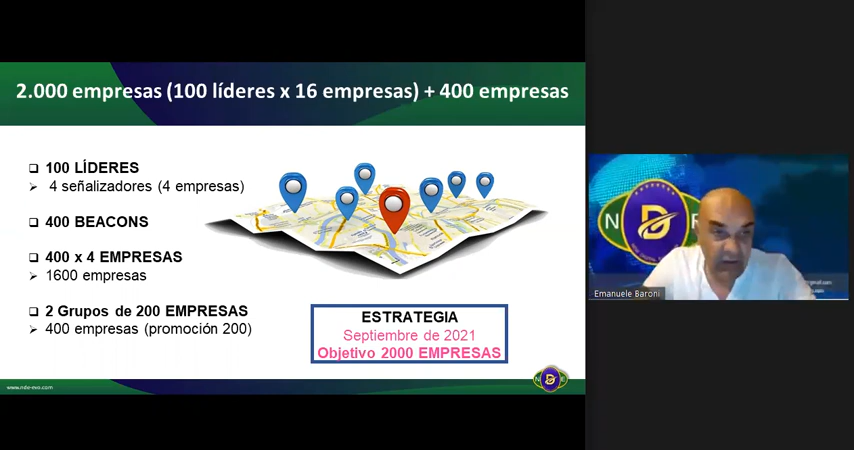 2.000 empresas (100 líderes x 16 empresas) + 400 empresas
100 LÍDERES
4 señalizadores (4 empresas)
400 BEACONS
400 x 4 EMPRESAS
1600 empresas
2 Grupos de 200 EMPRESAS
400 empresas (promoción 200)
ESTRATEGIA
Septiembre de 2021
Objetivo 2000 EMPRESAS
www.nde-evo.com
N D E
N D E
Emanuele Baroni